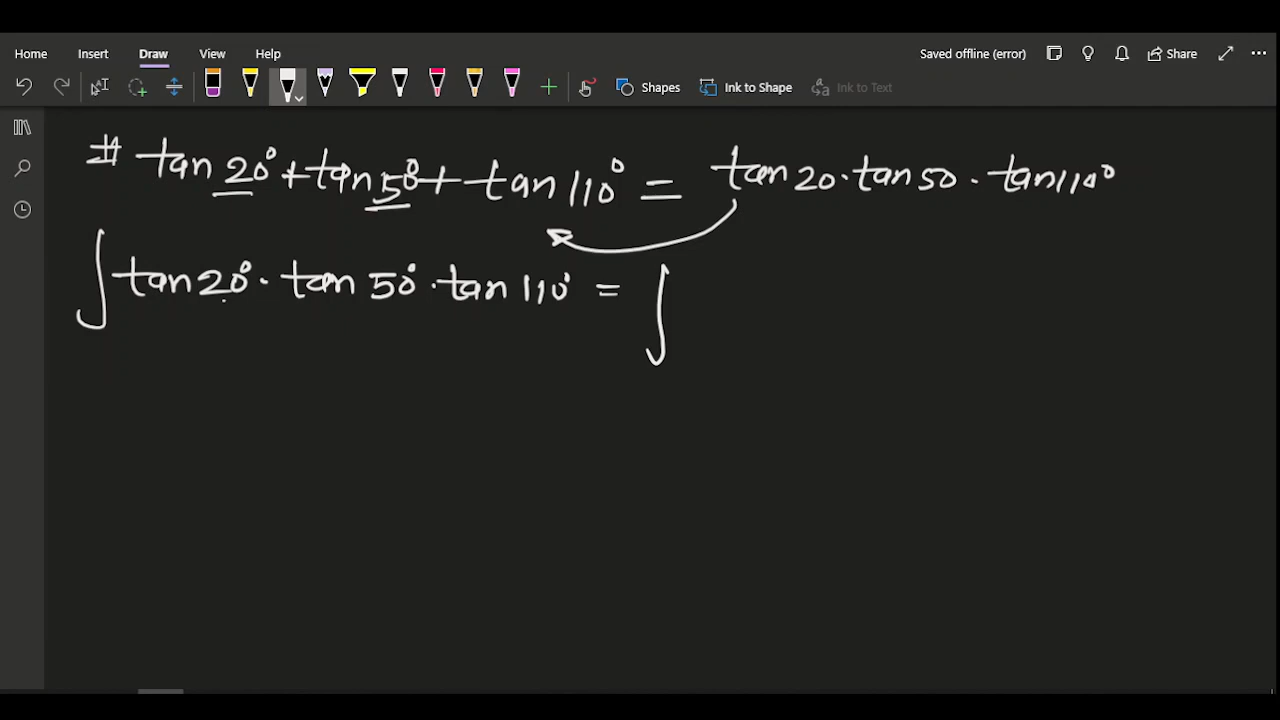 Home Insert Draw View Help Saved offline (error) Share
Shapes Ink to Shape Ink to Text
# tan 20° + tan 50° + tan 110° = tan 20 · tan 50 · tan 110°
∫ tan 20° · tan 50° · tan 110° = ∫